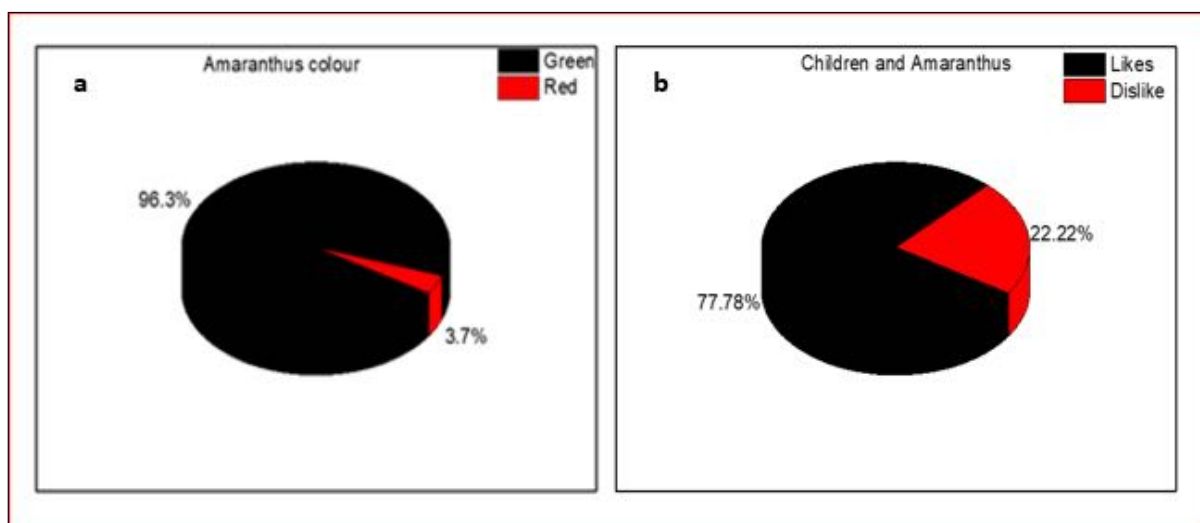 a
Amaranthus colour
Green
Red
96.3%
3.7%
b
Children and Amaranthus
Likes
Dislike
22.22%
77.78%